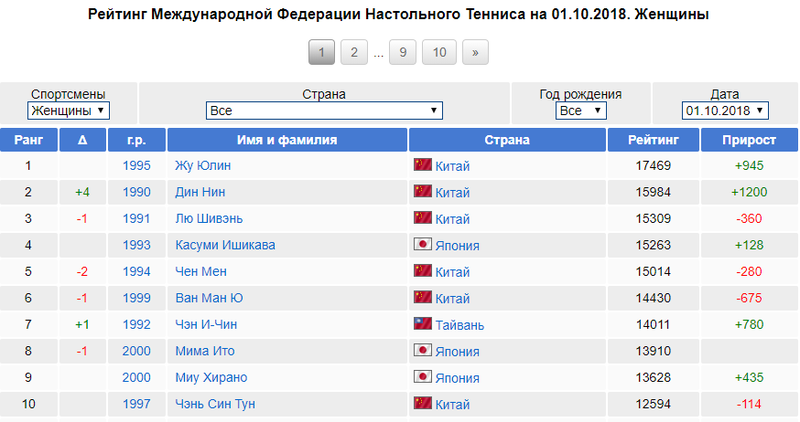 Рейтинг Международной Федерации Настольного Тенниса на 01.10.2018. Женщины
1 2 ... 9 10 »
Спортсмены Страна Год рождения Дата
Женщины Все Все 01.10.2018
Ранг Δ г.р. Имя и фамилия Страна Рейтинг Прирост
1 1995 Жу Юлин Китай 17469 +945
2 +4 1990 Дин Нин Китай 15984 +1200
3 -1 1991 Лю Шивэнь Китай 15309 -360
4 1993 Касуми Ишикава Япония 15263 +128
5 -2 1994 Чен Мен Китай 15014 -280
6 -1 1999 Ван Ман Ю Китай 14430 -675
7 +1 1992 Чэн И-Чин Тайвань 14011 +780
8 -1 2000 Мима Ито Япония 13910
9 2000 Миу Хирано Япония 13628 +435
10 1997 Чэнь Син Тун Китай 12594 -114